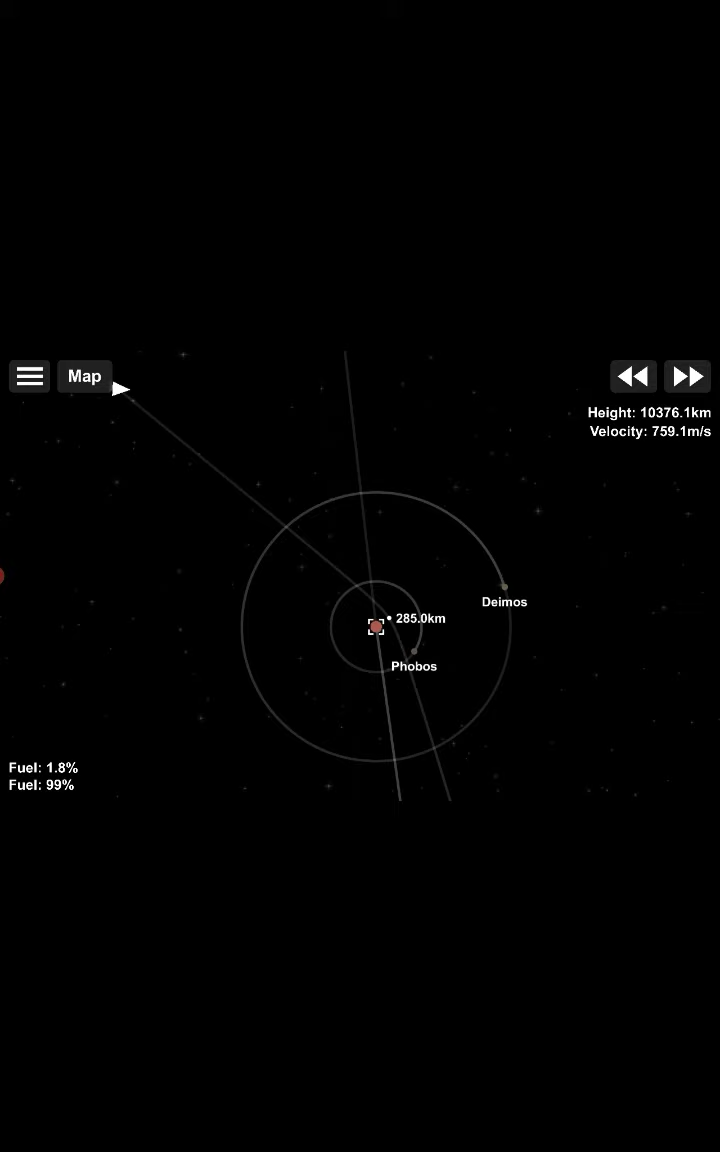 Map
Height: 10376.1km
Velocity: 759.1m/s
Deimos
285.0km
Phobos
Fuel: 1.8%
Fuel: 99%